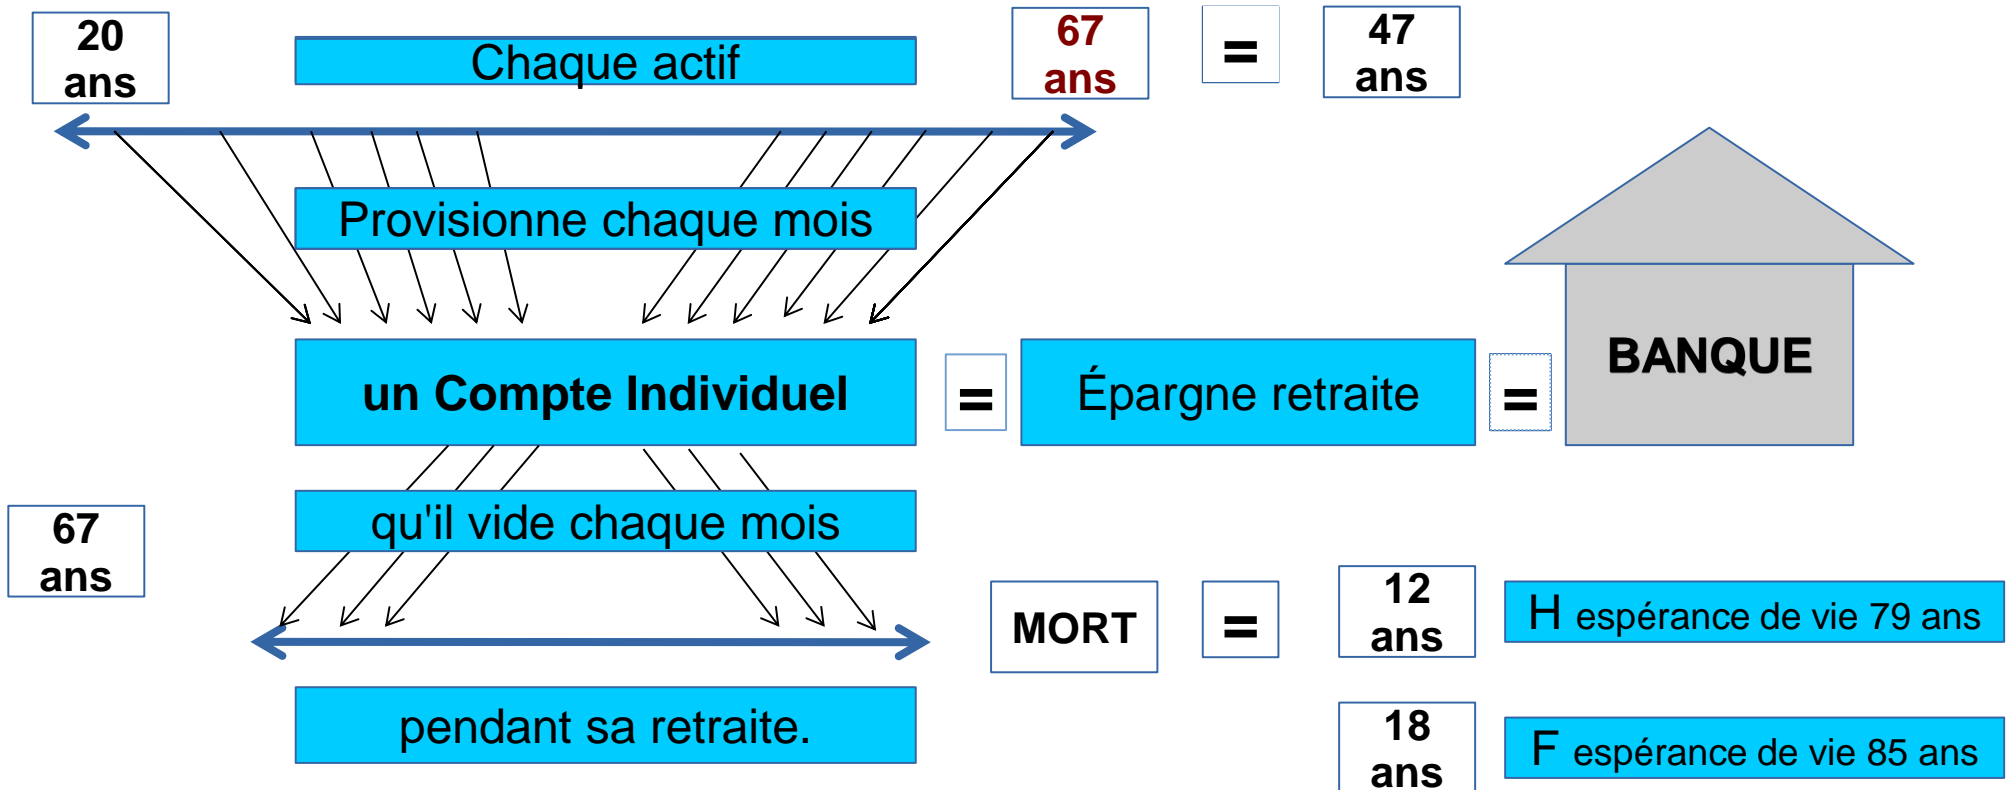 20
ans
Chaque actif
67
ans
=
47
ans
Provisionne chaque mois
un Compte Individuel
=
Épargne retraite
=
BANQUE
67
ans
qu'il vide chaque mois
MORT
=
12
ans
H espérance de vie 79 ans
pendant sa retraite.
18
ans
F espérance de vie 85 ans